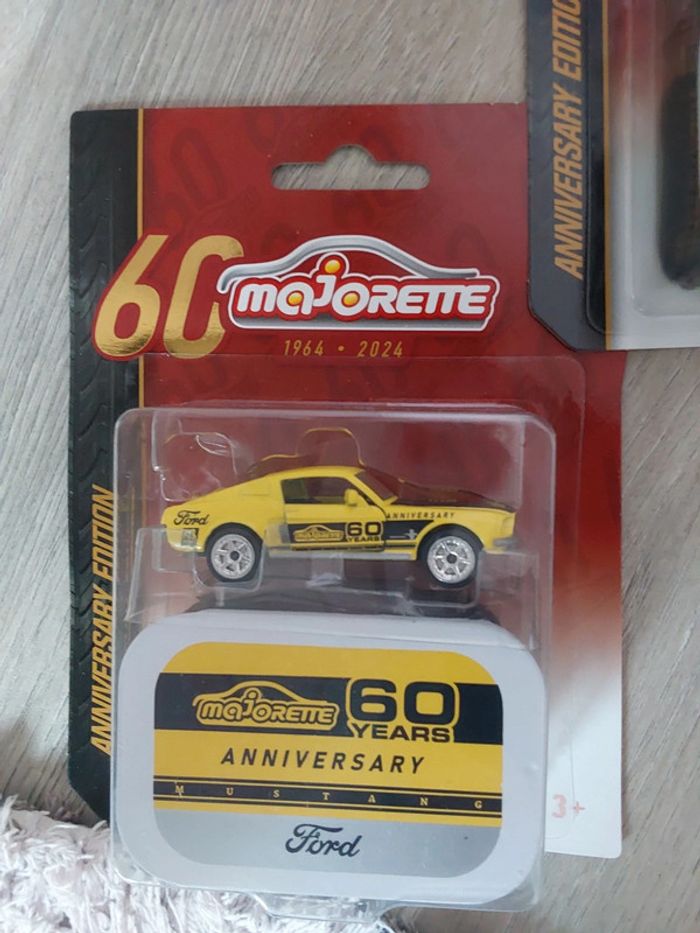 ANNIVERSARY EDITIO
60 majorette
1964 • 2024
ANNIVERSARY EDITION
Ford
majorette 60 YEARS
ANNIVERSARY
majorette 60
YEARS
ANNIVERSARY
MUSTANG
Ford
3+